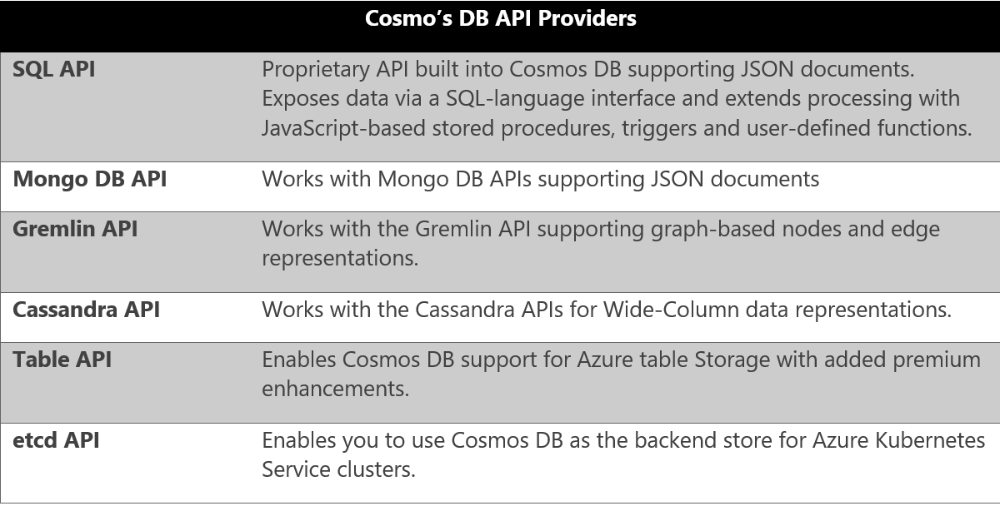 Cosmo’s DB API Providers
SQL API
Proprietary API built into Cosmos DB supporting JSON documents.
Exposes data via a SQL-language interface and extends processing with
JavaScript-based stored procedures, triggers and user-defined functions.
Mongo DB API
Works with Mongo DB APIs supporting JSON documents
Gremlin API
Works with the Gremlin API supporting graph-based nodes and edge
representations.
Cassandra API
Works with the Cassandra APIs for Wide-Column data representations.
Table API
Enables Cosmos DB support for Azure table Storage with added premium
enhancements.
etcd API
Enables you to use Cosmos DB as the backend store for Azure Kubernetes
Service clusters.